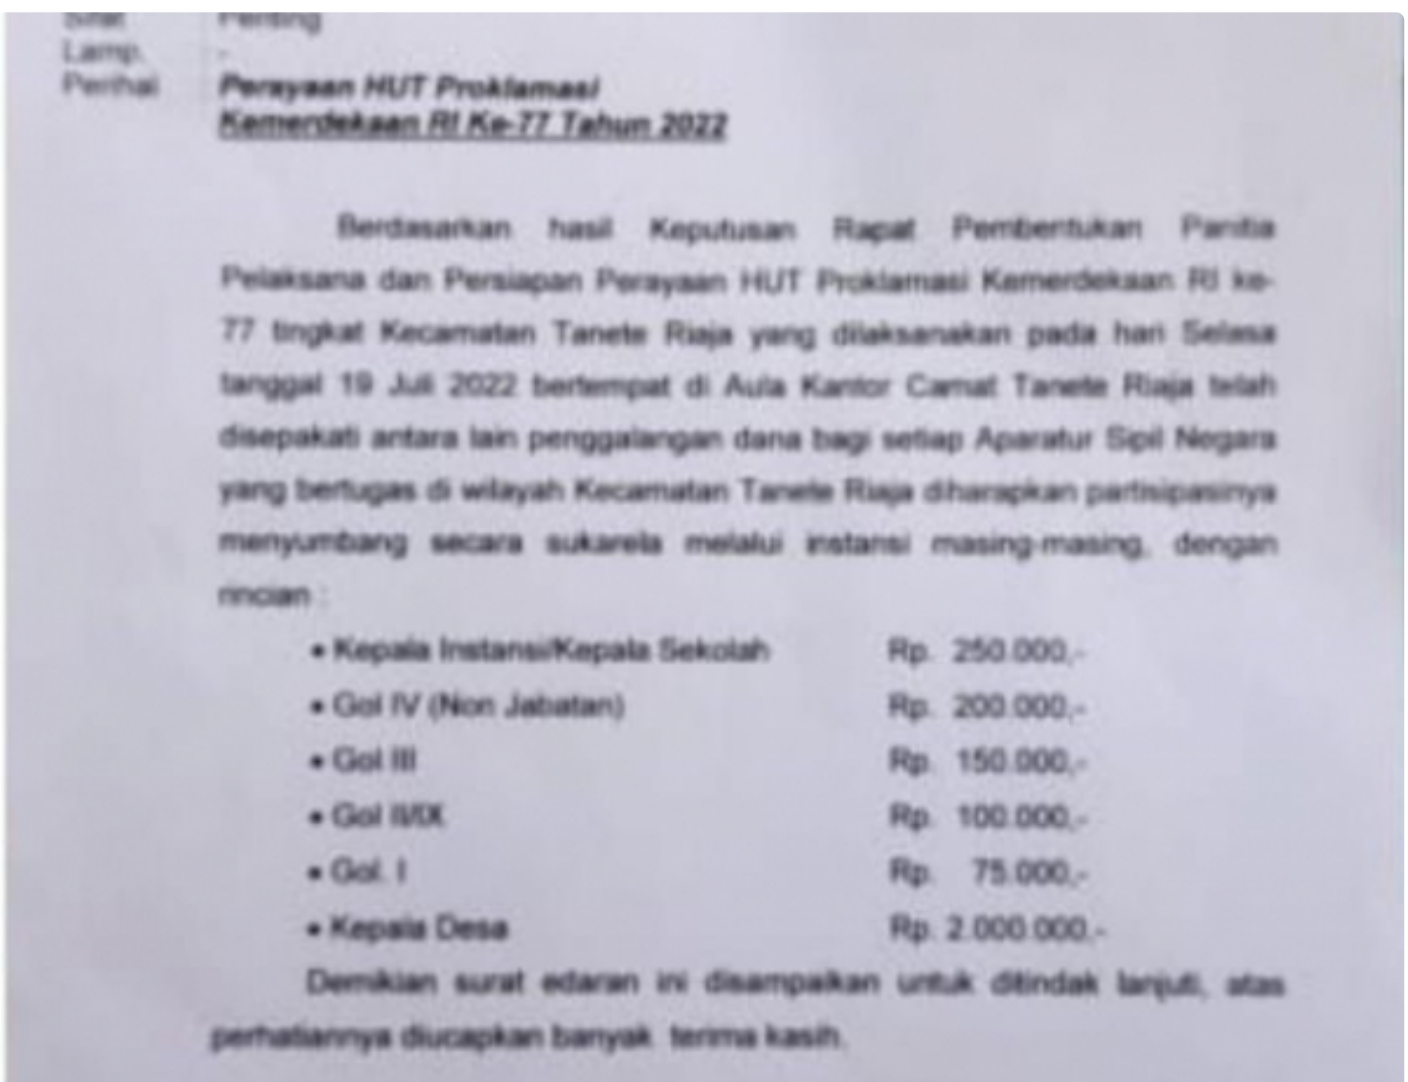 Sifat Penting
Lamp. -
Perihal Perayaan HUT Proklamasi
Kemerdekaan RI Ke-77 Tahun 2022
Berdasarkan hasil Keputusan Rapat Pembentukan Panitia
Pelaksana dan Persiapan Perayaan HUT Proklamasi Kemerdekaan RI ke-
77 tingkat Kecamatan Tanete Riaja yang dilaksanakan pada hari Selasa
tanggal 19 Juli 2022 bertempat di Aula Kantor Camat Tanete Riaja telah
disepakati antara lain penggalangan dana bagi setiap Aparatur Sipil Negara
yang bertugas di wilayah Kecamatan Tanete Riaja diharapkan partisipasinya
menyumbang secara sukarela melalui instansi masing-masing, dengan
rincian :
• Kepala Instansi/Kepala Sekolah Rp. 250.000,-
• Gol IV (Non Jabatan) Rp. 200.000,-
• Gol III Rp. 150.000,-
• Gol II/IX Rp. 100.000,-
• Gol. I Rp. 75.000,-
• Kepala Desa Rp. 2.000.000,-
Demikian surat edaran ini disampaikan untuk ditindak lanjuti, atas
perhatiannya diucapkan banyak terima kasih.